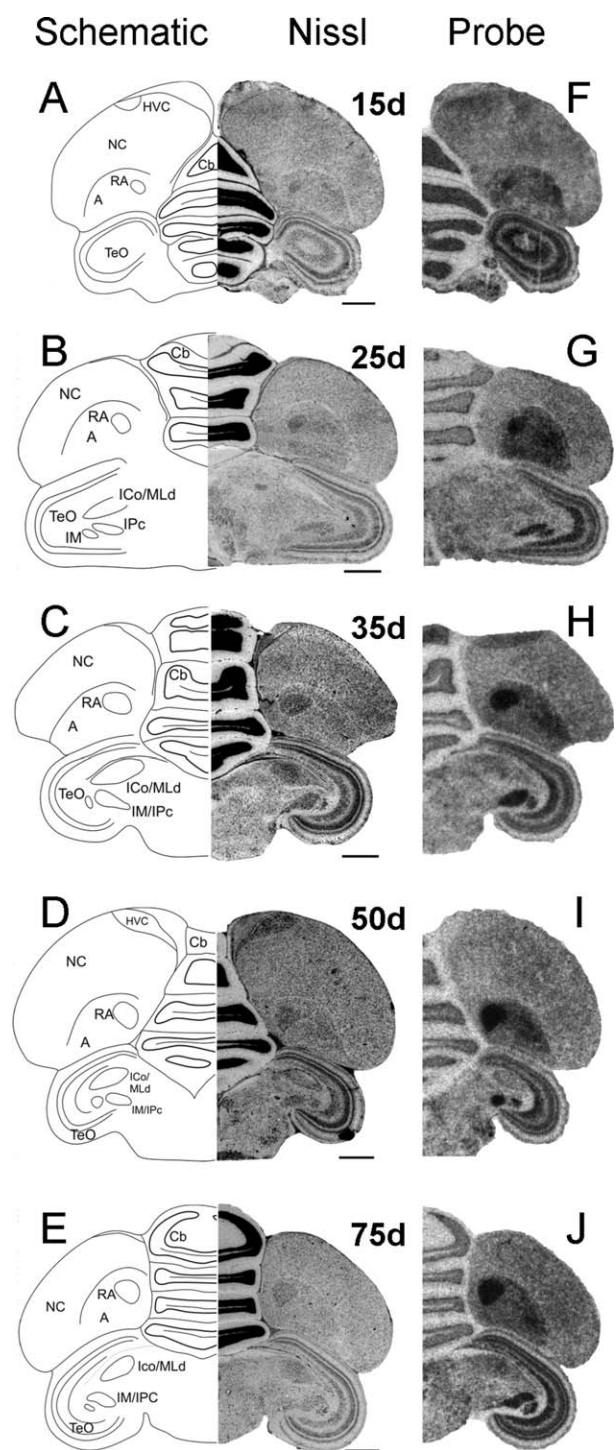 Schematic Nissl Probe
A 15d F
HVC
NC
Cb
RA
A
TeO
B 25d G
Cb
NC
RA
A
ICo/MLd
TeO
IPc
IM
C 35d H
NC
Cb
RA
A
ICo/MLd
TeO
IM/IPc
D 50d I
HVC
Cb
NC
RA
A
ICo/
MLd
IM/IPc
TeO
E 75d J
Cb
NC
RA
A
Ico/MLd
IM/IPC
TeO